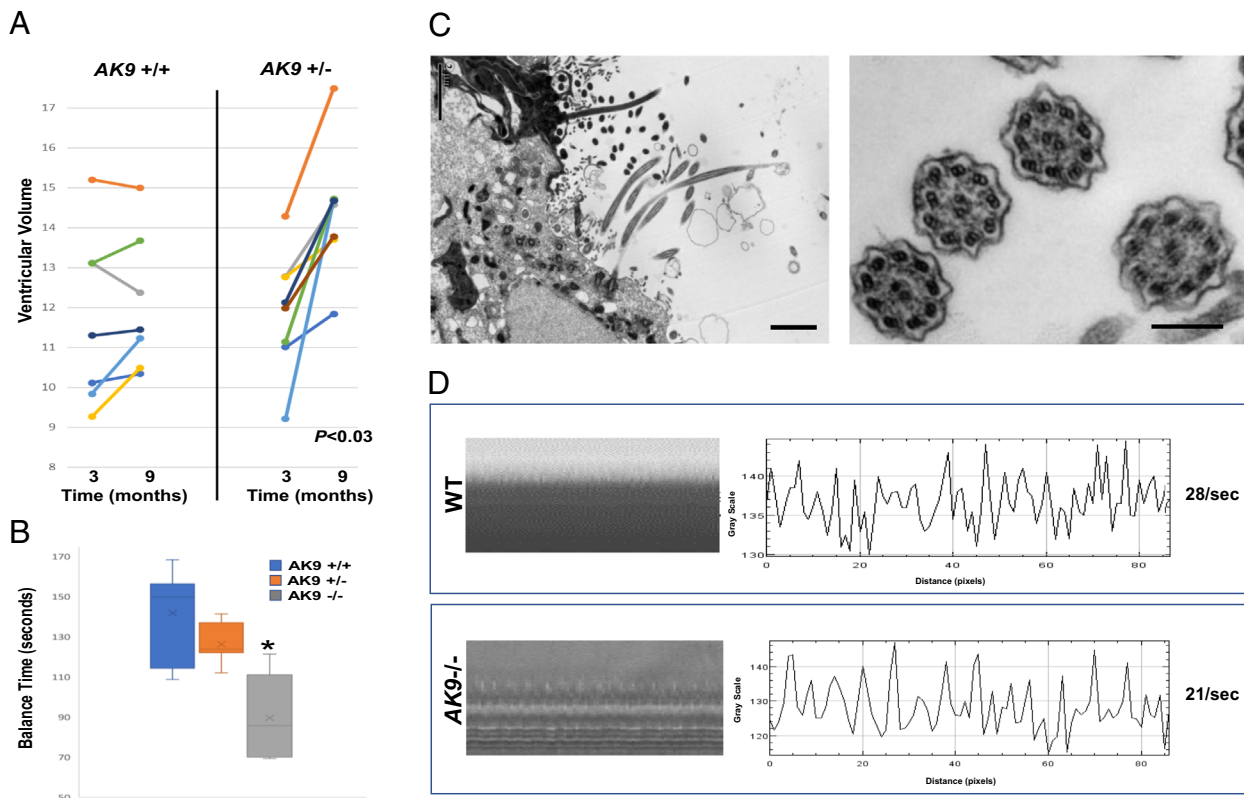 A
AK9 +/+
AK9 +/-
Ventricular Volume
17
16
15
14
13
12
11
10
9
8
P<0.03
3
9
3
9
Time (months)
Time (months)
B
Balance Time (seconds)
170
150
130
110
90
70
50
AK9 +/+
AK9 +/-
AK9 -/-
*
C
D
WT
Gray Scale
140
135
130
0
20
40
60
80
Distance (pixels)
28/sec
AK9-/-
Gray Scale
140
130
120
0
20
40
60
80
Distance (pixels)
21/sec